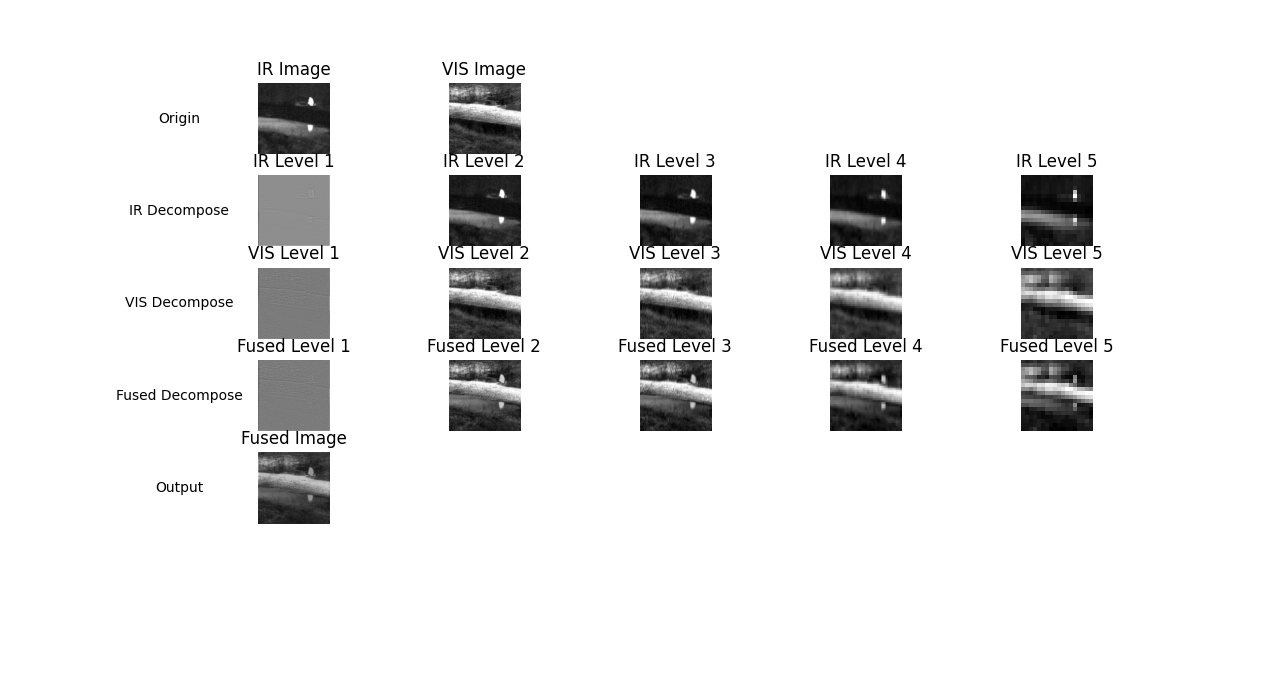 IR Image
VIS Image
Origin
IR Level 1
IR Level 2
IR Level 3
IR Level 4
IR Level 5
IR Decompose
VIS Level 1
VIS Level 2
VIS Level 3
VIS Level 4
VIS Level 5
VIS Decompose
Fused Level 1
Fused Level 2
Fused Level 3
Fused Level 4
Fused Level 5
Fused Decompose
Fused Image
Output